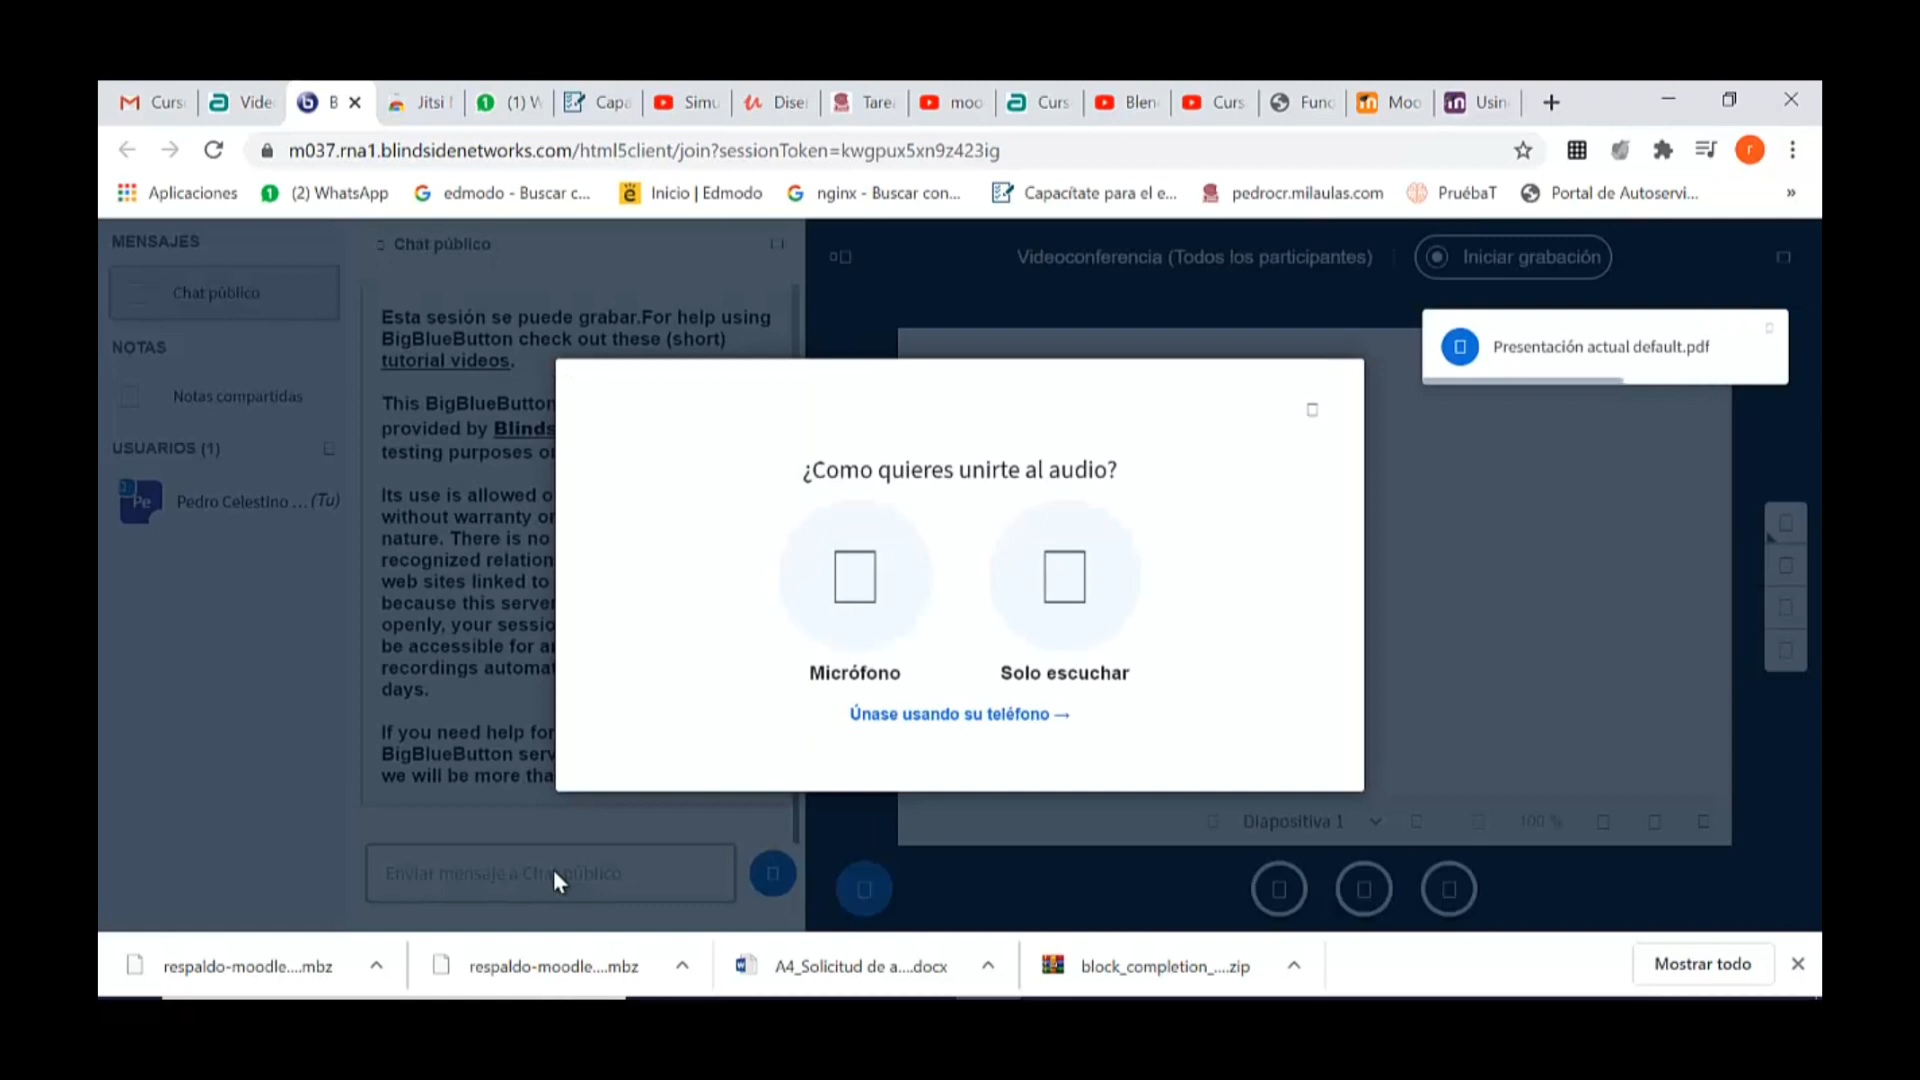 Curs
Vide
B
Jitsi
(1) W
Capa
Simu
Dise
Tare
moo
Curs
Blen
Curs
Func
Moo
Usin
m037.rna1.blindsidenetworks.com/html5client/join?sessionToken=kwgpux5xn9z423ig
r
Aplicaciones
(2) WhatsApp
edmodo - Buscar c...
Inicio | Edmodo
nginx - Buscar con...
Capacítate para el e...
pedrocr.milaulas.com
PruébaT
Portal de Autoservi...
»
MENSAJES
Chat público
NOTAS
Notas compartidas
USUARIOS (1)
Pe
Pedro Celestino ... (Tu)
Chat público
Esta sesión se puede grabar.For help using
BigBlueButton check out these (short)
tutorial videos.
This BigBlueButton
provided by Blinds
testing purposes o
Its use is allowed o
without warranty or
nature. There is no
recognized relation
web sites linked to
because this server
openly, your sessio
be accessible for a
recordings automat
days.
If you need help for
BigBlueButton serv
we will be more tha
Enviar mensaje a Chat público
Videoconferencia (Todos los participantes)
Iniciar grabación
Presentación actual default.pdf
¿Como quieres unirte al audio?
Micrófono
Solo escuchar
Únase usando su teléfono →
Diapositiva 1
100 %
respaldo-moodle....mbz
respaldo-moodle....mbz
A4_Solicitud de a....docx
block_completion_....zip
Mostrar todo